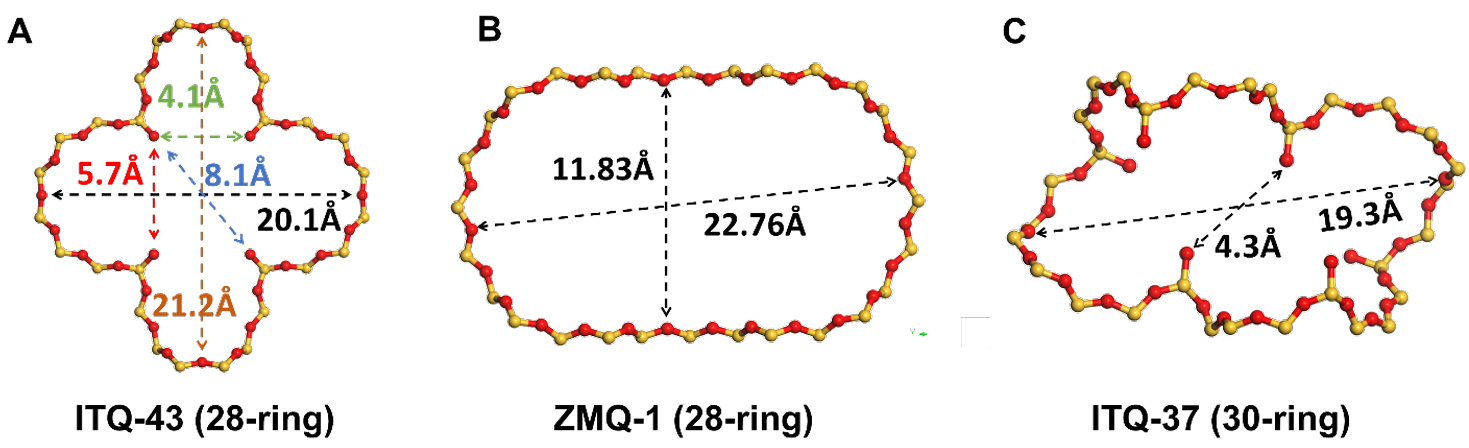 A
4.1Å
5.7Å
8.1Å
20.1Å
21.2Å
ITQ-43 (28-ring)
B
11.83Å
22.76Å
Y
ZMQ-1 (28-ring)
C
19.3Å
4.3Å
ITQ-37 (30-ring)